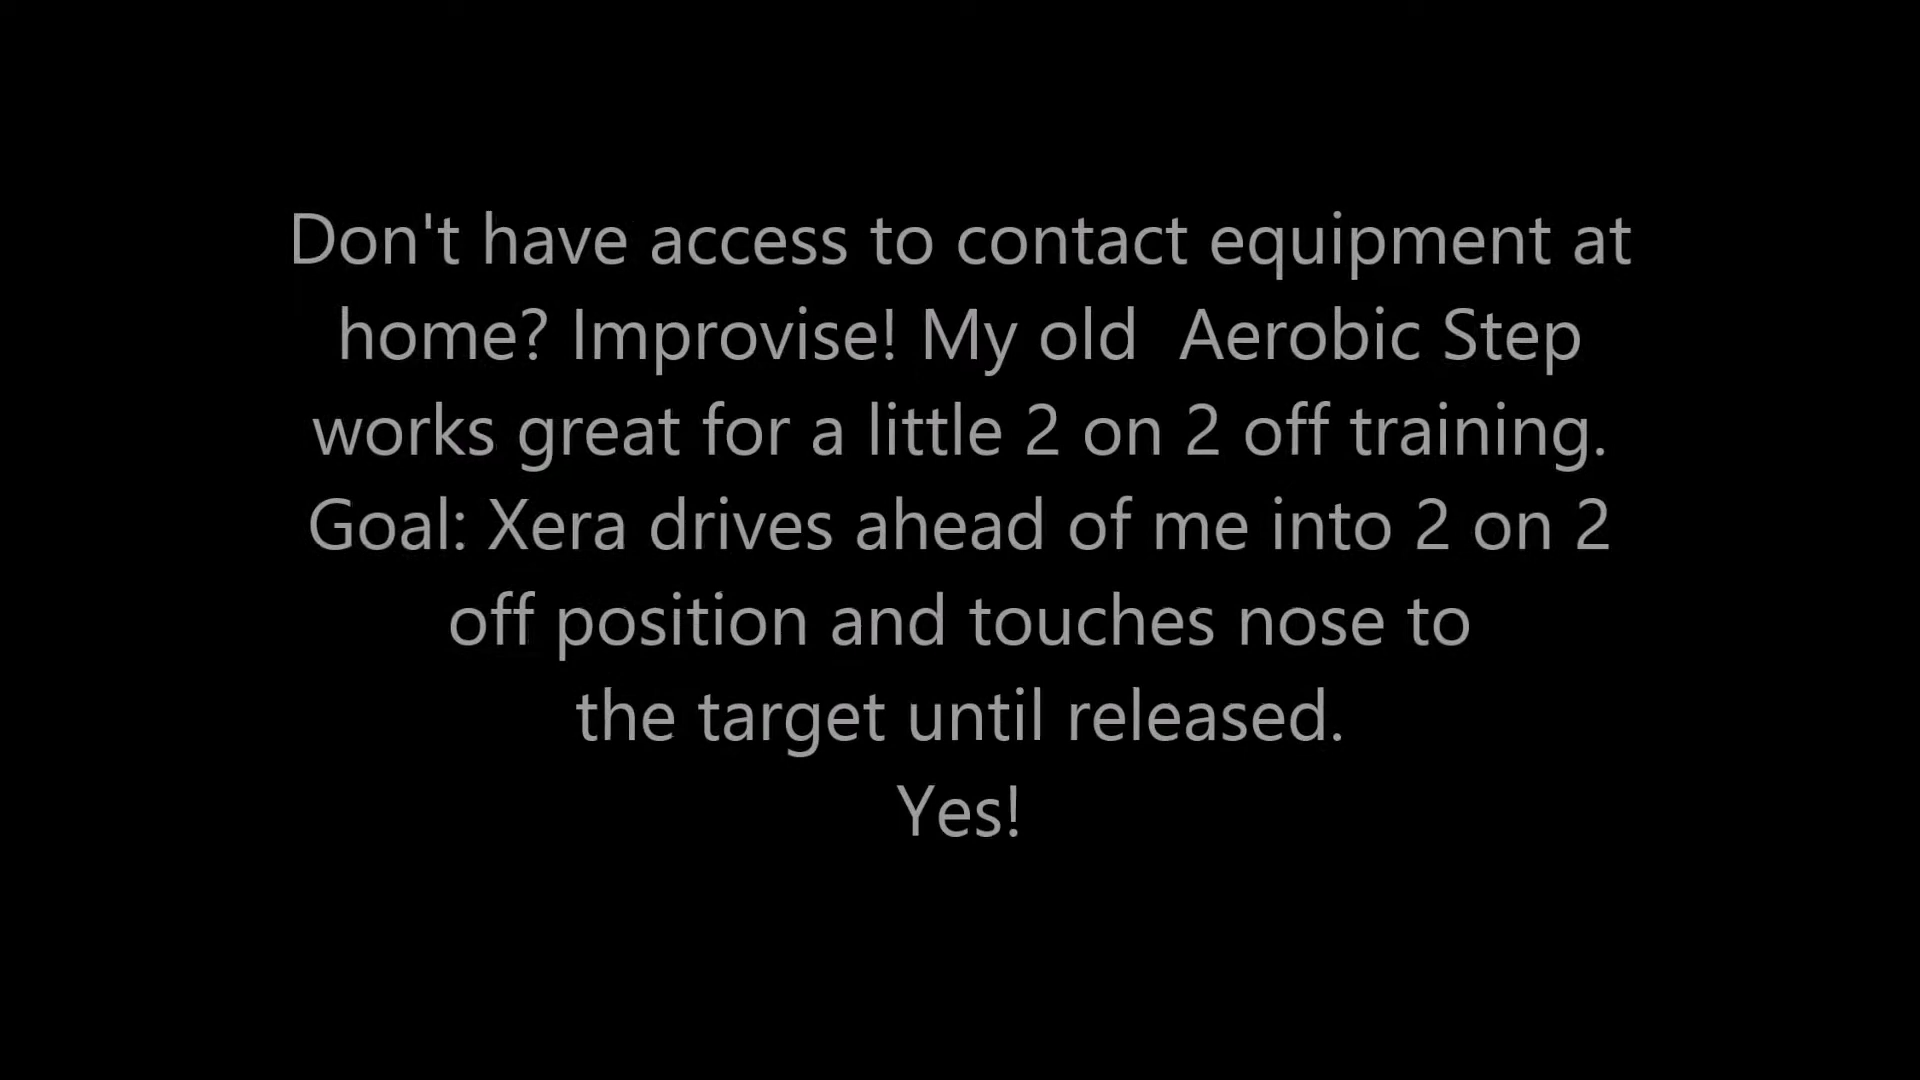 Don't have access to contact equipment at
home? Improvise! My old  Aerobic Step
works great for a little 2 on 2 off training.
Goal: Xera drives ahead of me into 2 on 2
off position and touches nose to
the target until released.
Yes!